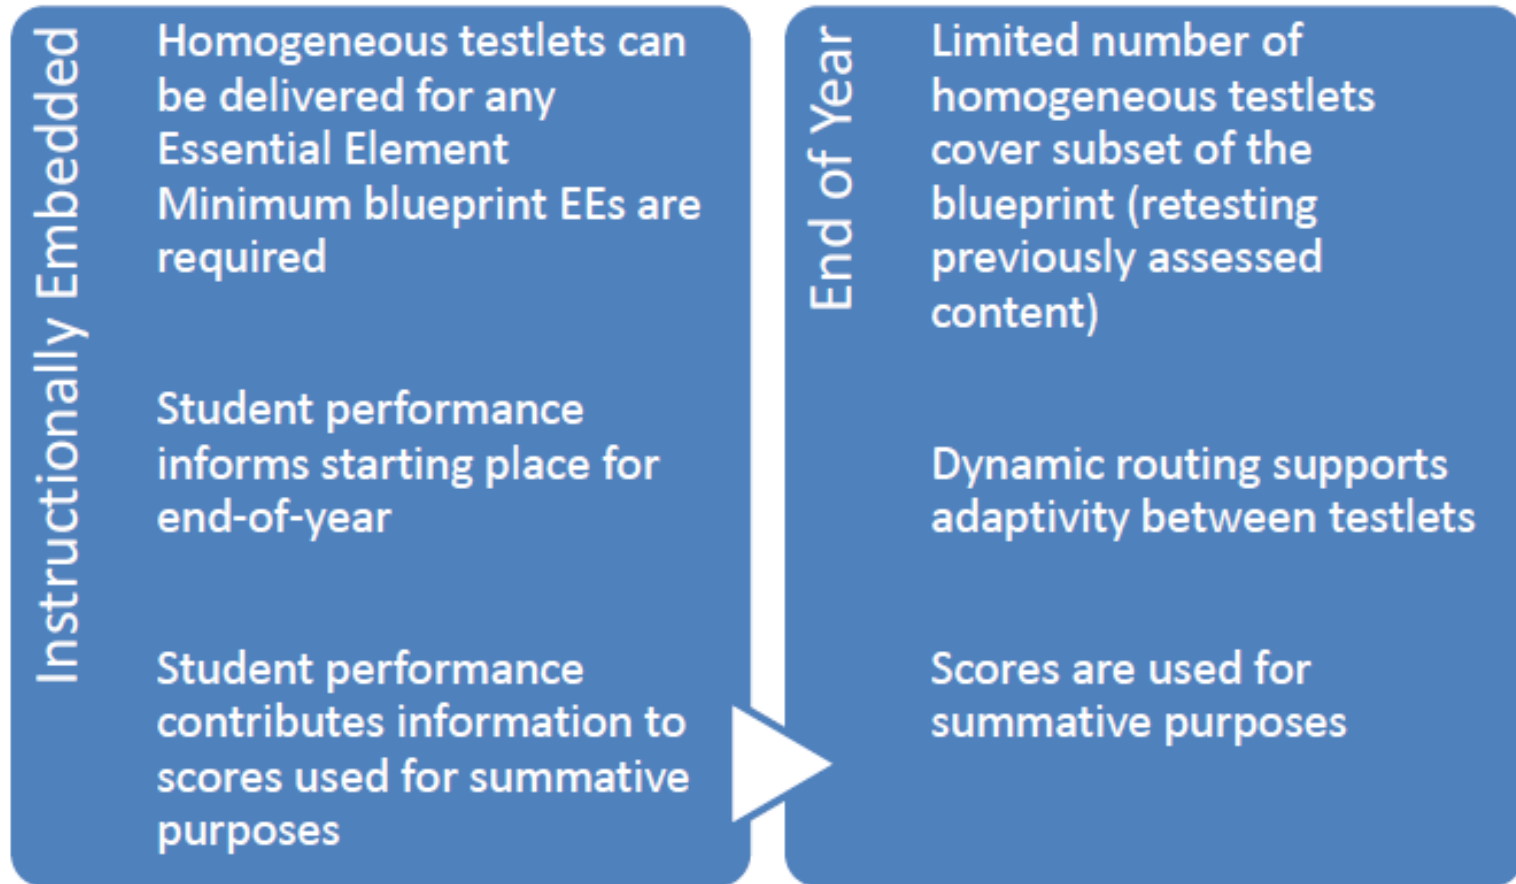 Instructionally Embedded
Homogeneous testlets can
be delivered for any
Essential Element
Minimum blueprint EEs are
required
Student performance
informs starting place for
end-of-year
Student performance
contributes information to
scores used for summative
purposes
End of Year
Limited number of
homogeneous testlets
cover subset of the
blueprint (retesting
previously assessed
content)
Dynamic routing supports
adaptivity between testlets
Scores are used for
summative purposes